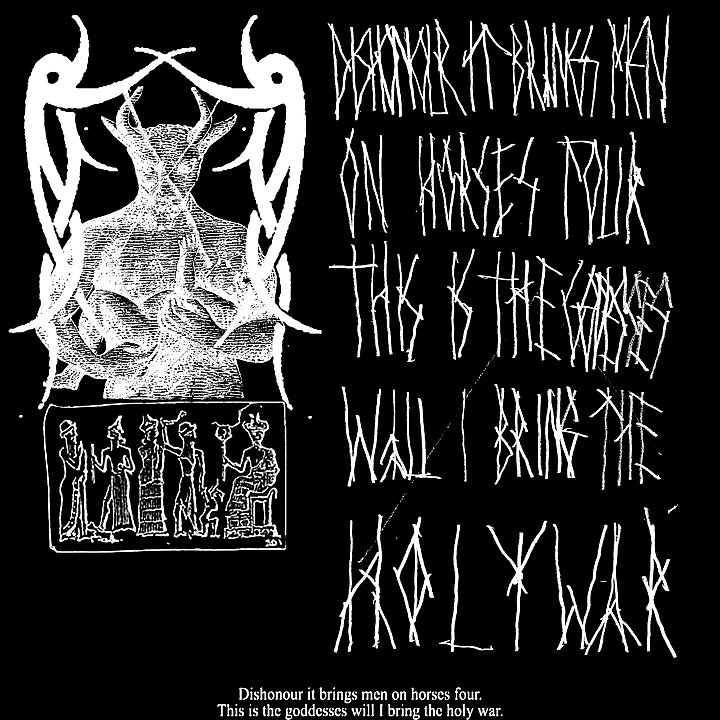 DISHONOUR IT BRINGS MEN
ON HORSES FOUR
THIS IS THE GODDESSES
WILL I BRING THE
HOLY WAR
Dishonour it brings men on horses four.
This is the goddesses will I bring the holy war.